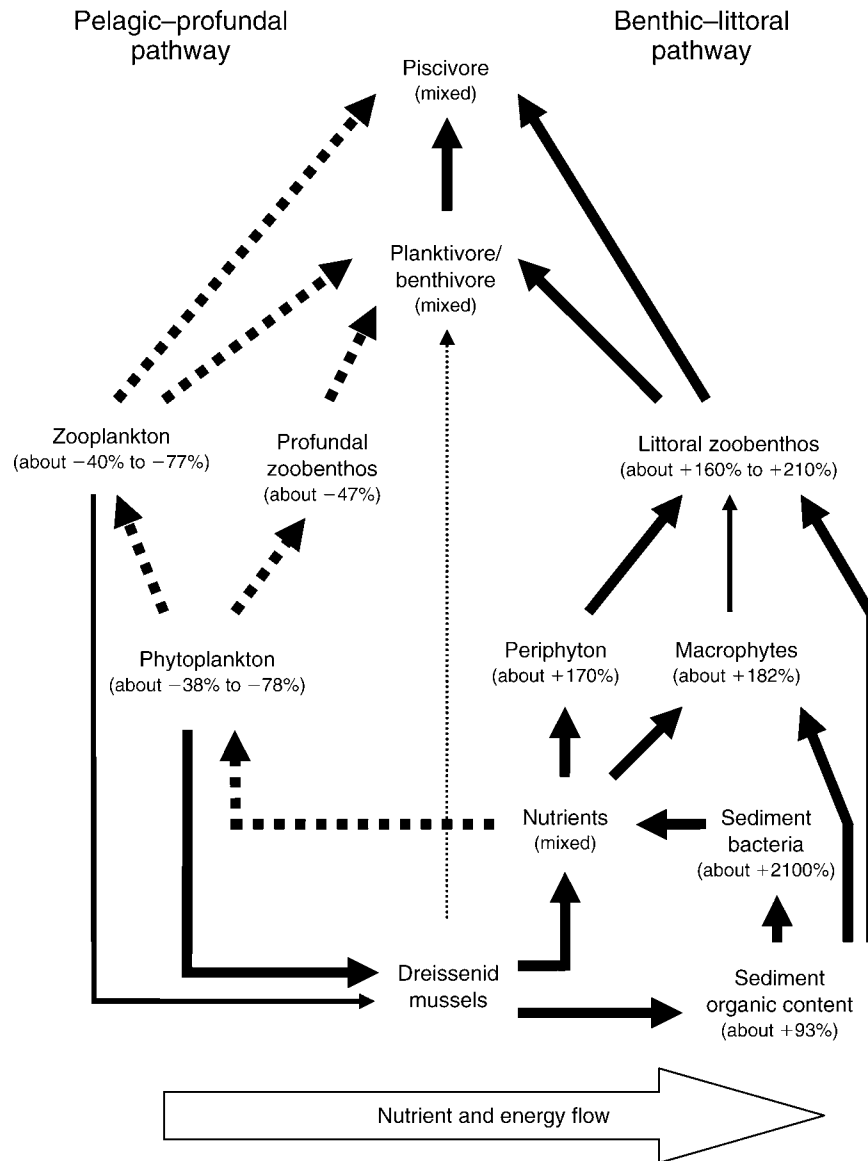 Pelagic–profundal
pathway
Benthic–littoral
pathway
Piscivore
(mixed)
Planktivore/
benthivore
(mixed)
Zooplankton
(about −40% to −77%)
Profundal
zoobenthos
(about −47%)
Littoral zoobenthos
(about +160% to +210%)
Phytoplankton
(about −38% to −78%)
Periphyton
(about +170%)
Macrophytes
(about +182%)
Nutrients
(mixed)
Sediment
bacteria
(about +2100%)
Dreissenid
mussels
Sediment
organic content
(about +93%)
Nutrient and energy flow